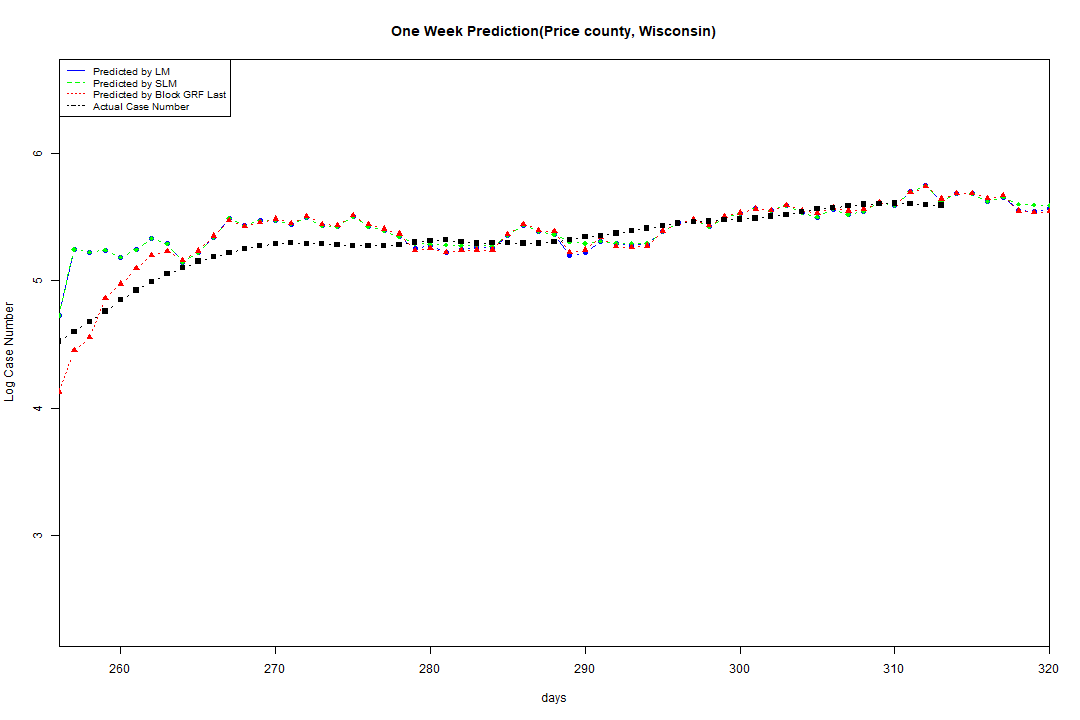 One Week Prediction(Price county, Wisconsin)
Predicted by LM
Predicted by SLM
Predicted by Block GRF Last
Actual Case Number
6
5
4
3
Log Case Number
260 270 280 290 300 310 320
days